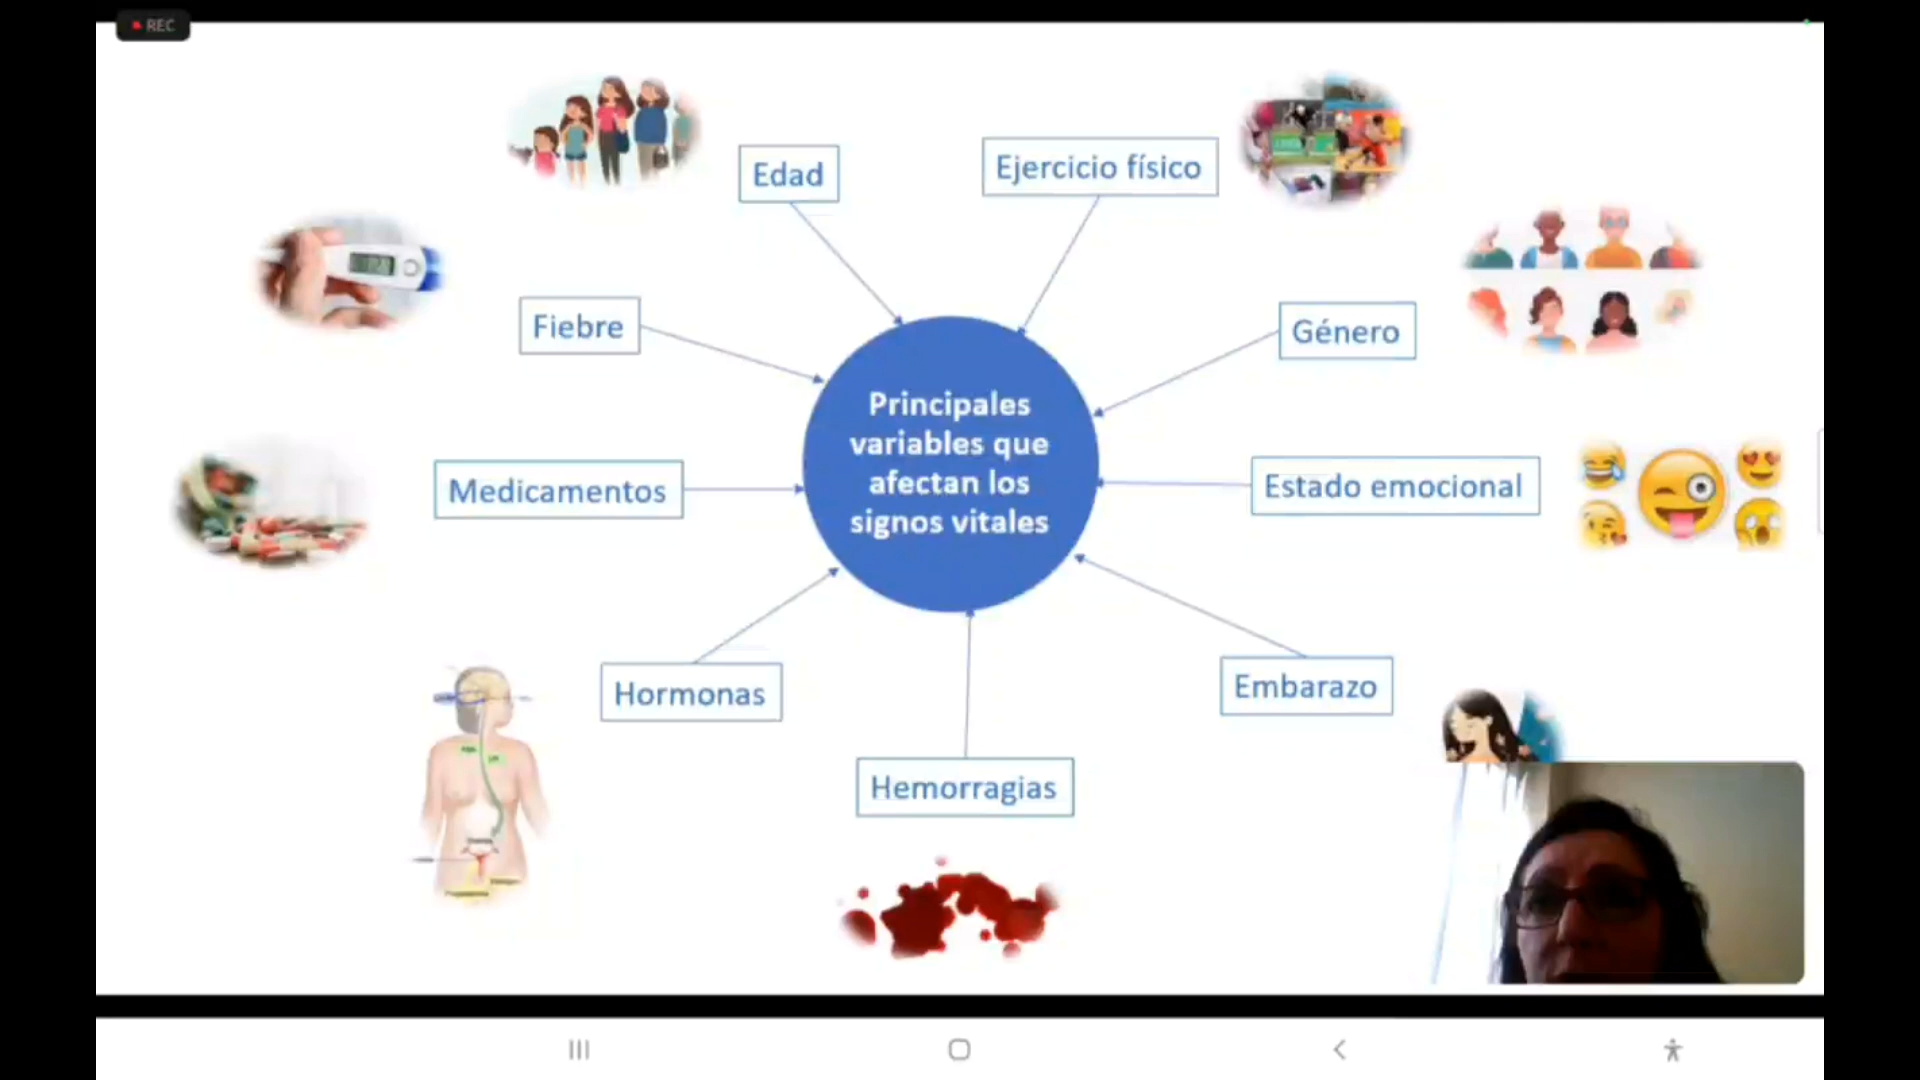 REC
Edad
Ejercicio físico
Fiebre
Género
Principales
variables que
afectan los
signos vitales
Medicamentos
Estado emocional
Hormonas
Embarazo
Hemorragias